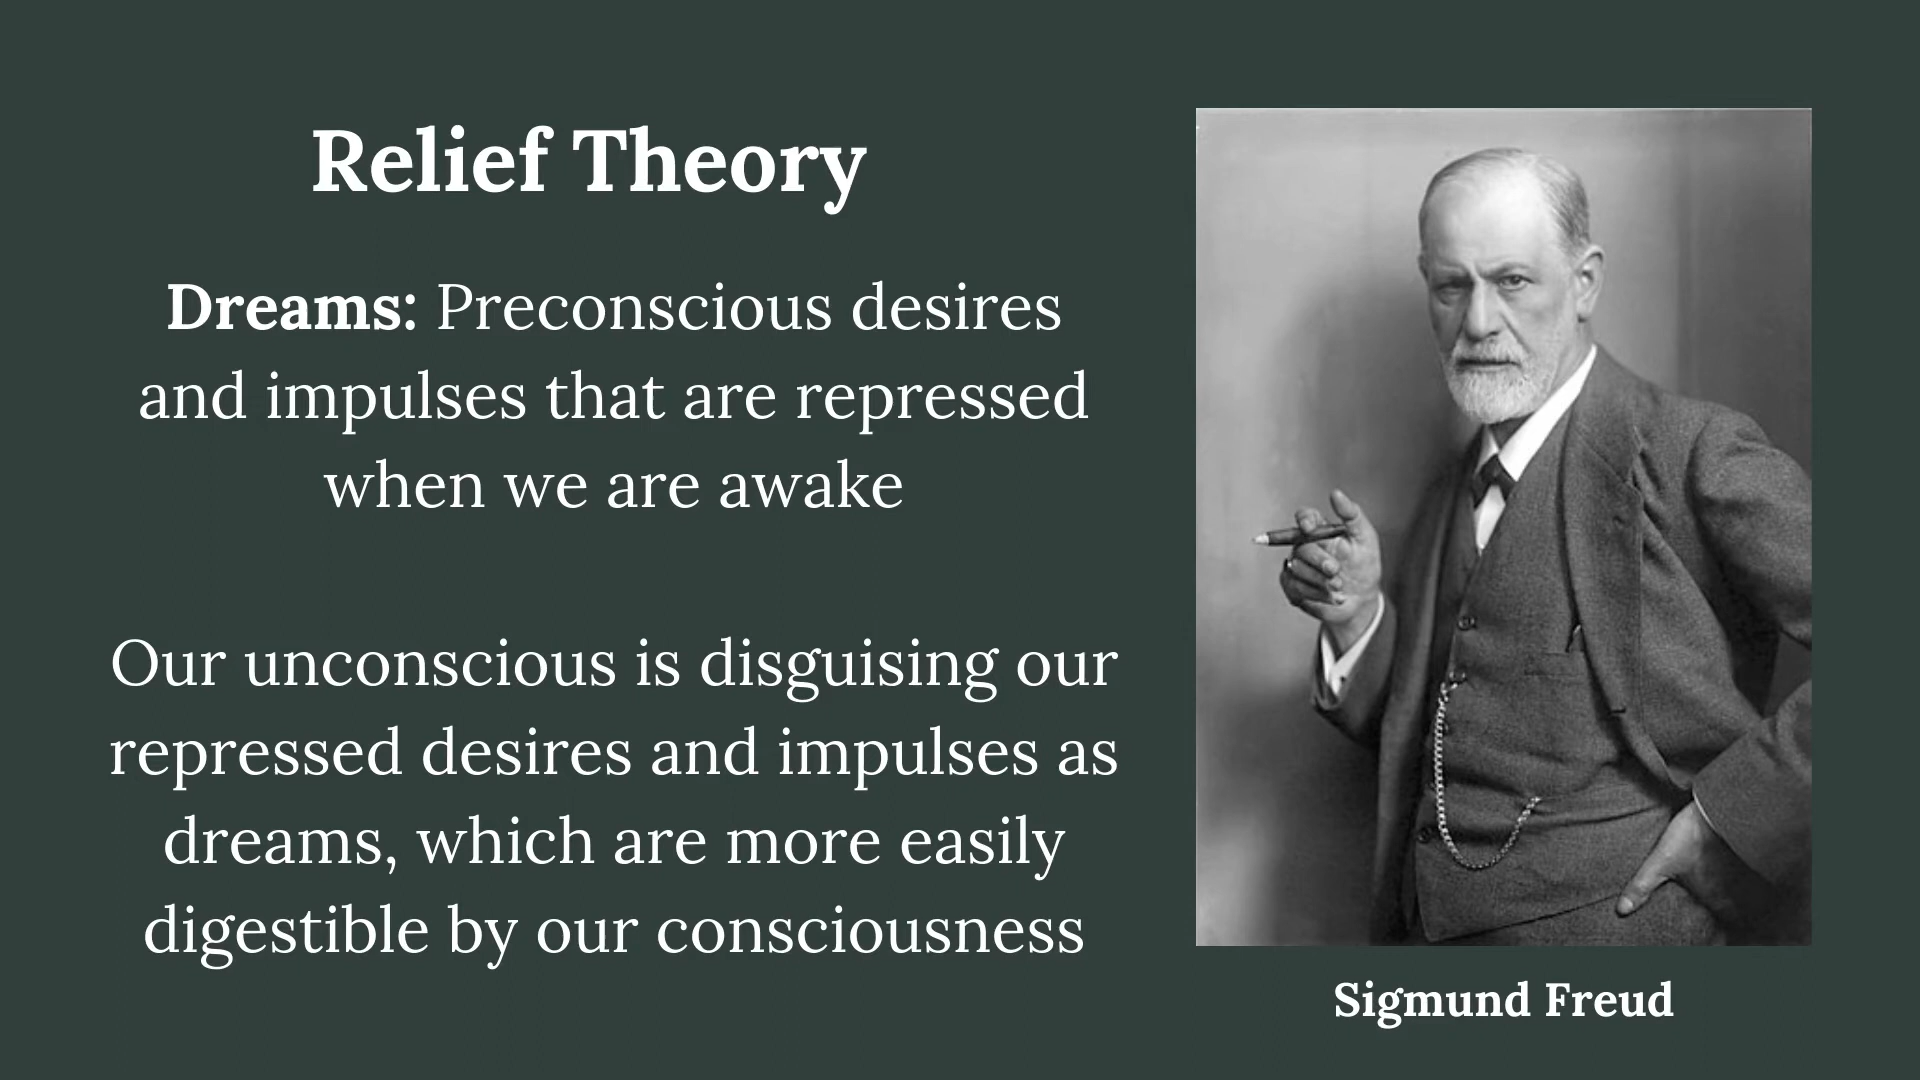 Relief Theory
Dreams: Preconscious desires
and impulses that are repressed
when we are awake
Our unconscious is disguising our
repressed desires and impulses as
dreams, which are more easily
digestible by our consciousness
Sigmund Freud